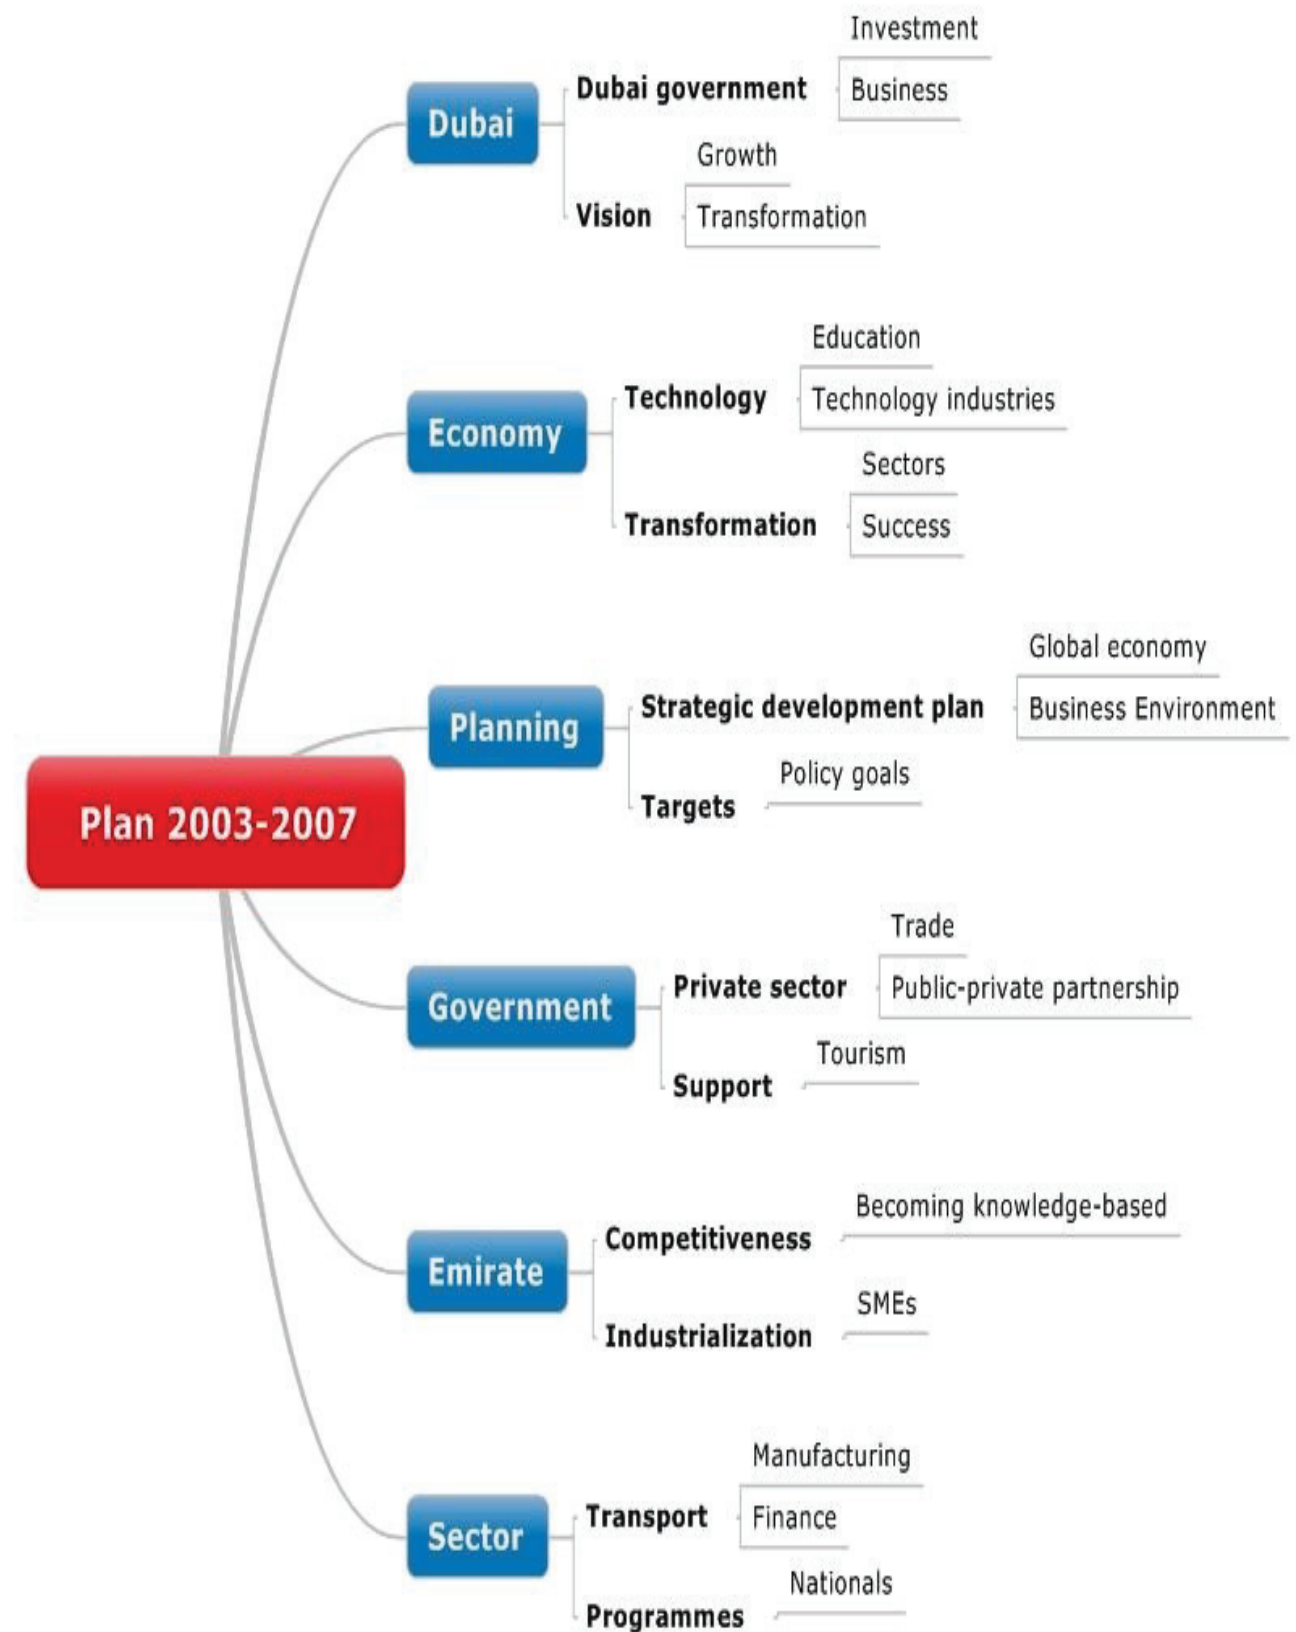 Investment
Dubai government
Business
Dubai
Growth
Vision
Transformation
Education
Technology
Technology industries
Economy
Sectors
Transformation
Success
Global economy
Strategic development plan
Business Environment
Planning
Policy goals
Targets
Plan 2003-2007
Trade
Private sector
Public-private partnership
Government
Tourism
Support
Becoming knowledge-based
Competitiveness
Emirate
SMEs
Industrialization
Manufacturing
Transport
Finance
Sector
Nationals
Programmes